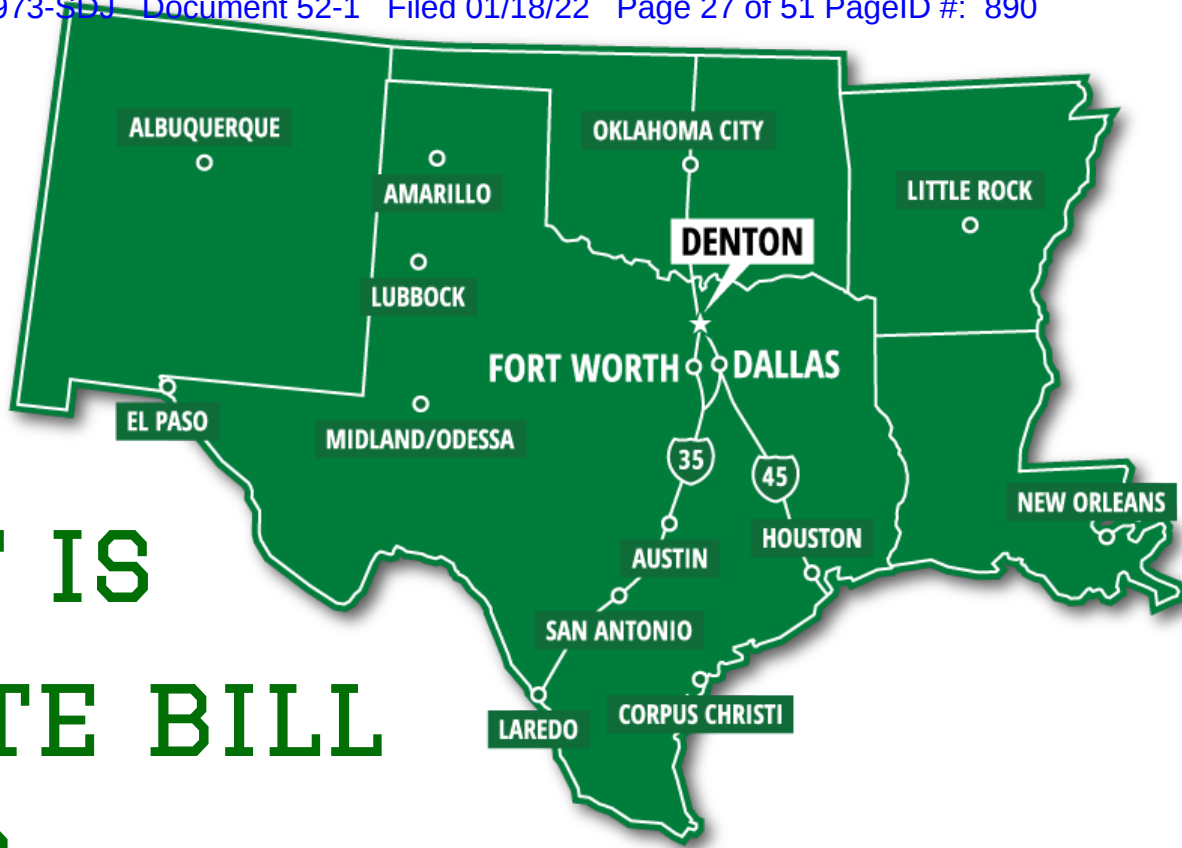 973-SDJ Document 52-1 Filed 01/18/22 Page 27 of 51 PageID #: 890
ALBUQUERQUE
OKLAHOMA CITY
AMARILLO
LITTLE ROCK
DENTON
LUBBOCK
FORT WORTH
DALLAS
EL PASO
MIDLAND/ODESSA
35
45
NEW ORLEANS
HOUSTON
AUSTIN
IS
SAN ANTONIO
TE BILL
CORPUS CHRISTI
LAREDO